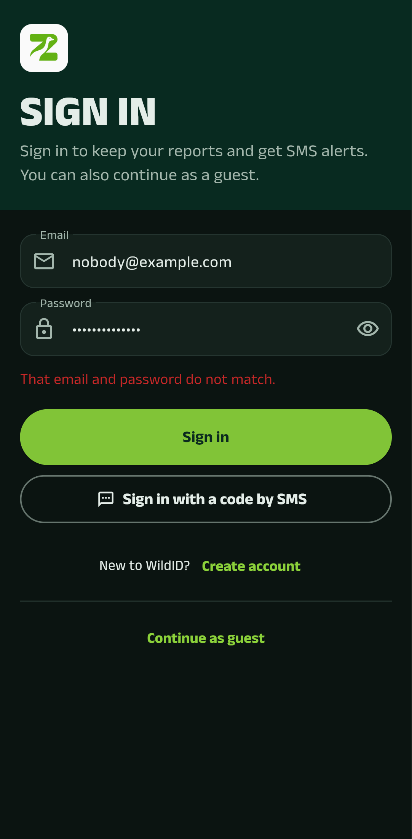 SIGN IN
Sign in to keep your reports and get SMS alerts.
You can also continue as a guest.
Email
nobody@example.com
Password
••••••••••••••
That email and password do not match.
Sign in
Sign in with a code by SMS
New to WildID? Create account
Continue as guest